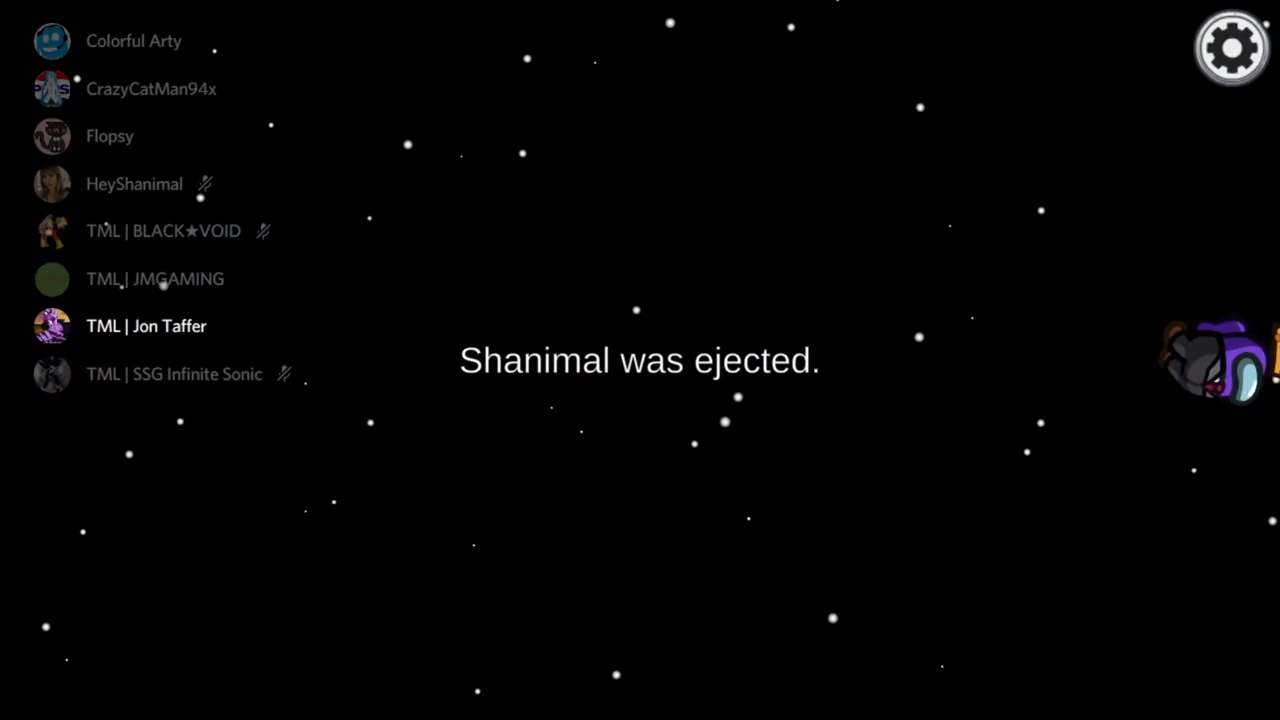 Colorful Arty
CrazyCatMan94x
Flopsy
HeyShanimal
TML | BLACK★VOID
TML | JMGAMING
TML | Jon Taffer
TML | SSG Infinite Sonic
Shanimal was ejected.